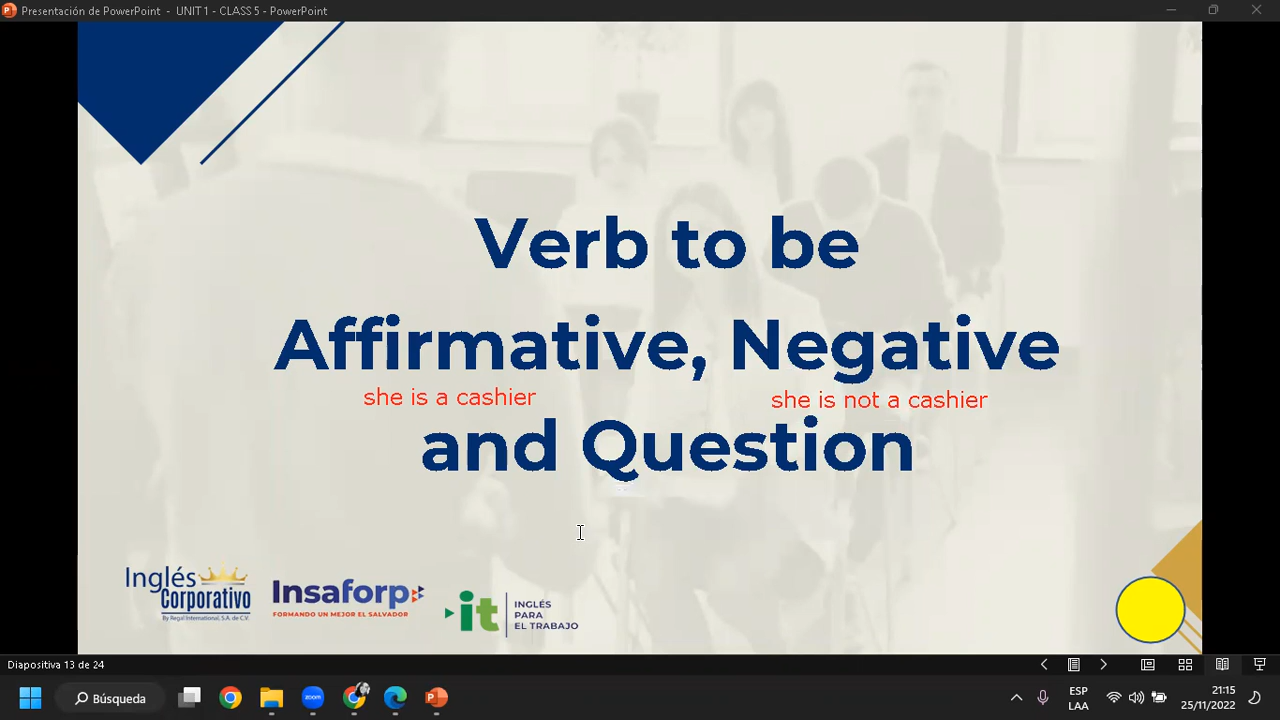 Presentación de PowerPoint - UNIT 1 - CLASS 5 - PowerPoint
Verb to be
Affirmative, Negative
she is a cashier
she is not a cashier
and Question
Inglés
Corporativo
By Regal International, S.A. de C.V.
Insaforp
FORMANDO UN MEJOR EL SALVADOR
it
INGLÉS
PARA
EL TRABAJO
Diapositiva 13 de 24
Búsqueda
zoom
ESP
LAA
21:15
25/11/2022